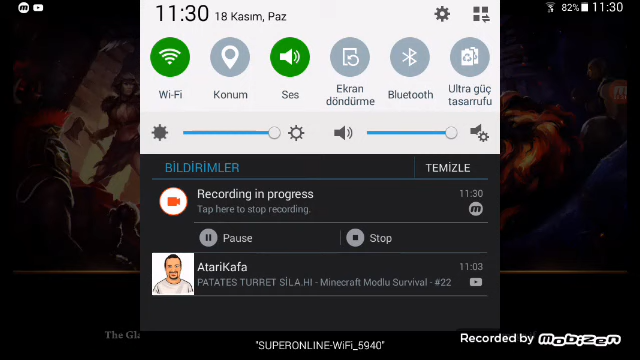 82% 11:30
11:30 18 Kasım, Paz
Wi-Fi
Konum
Ses
Ekran
döndürme
Bluetooth
Ultra güç
tasarrufu
BİLDİRİMLER
TEMİZLE
Recording in progress 11:30
Tap here to stop recording.
Pause
Stop
AtariKafa 11:03
PATATES TURRET SİLA.HI - Minecraft Modlu Survival - #22
The Gla
Recorded by MOBIZEN
"SUPERONLINE-WiFi_5940"